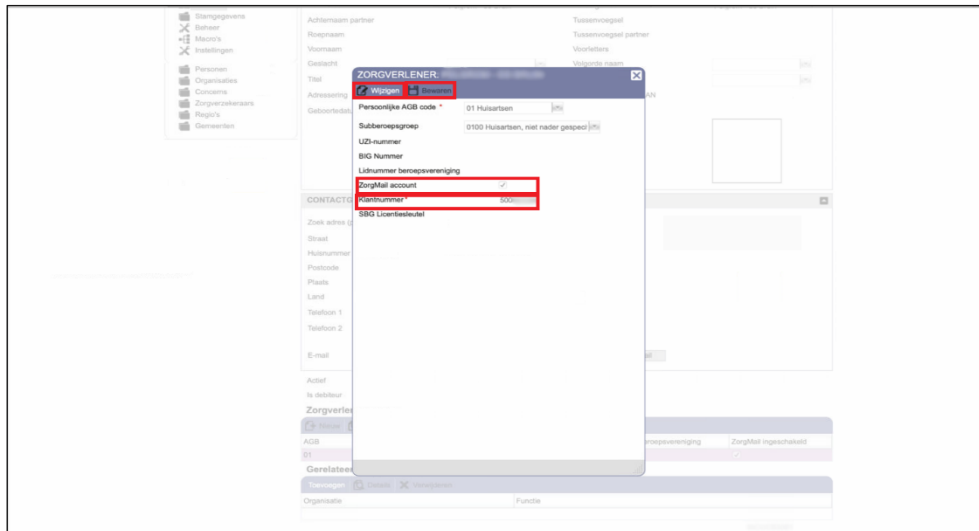 Stamgegevens
Beheer
Macro's
Instellingen
Personen
Organisaties
Concerns
Zorgverzekeraars
Regio's
Gemeenten
Achternaam partner
Tussenvoegsel
Roepnaam
Tussenvoegsel partner
Voornaam
Voorletters
Geslacht
Volgorde naam
Titel
Adressering
Geboortedat
ZORGVERLENER:
Wijzigen Bewaren
Persoonlijke AGB code * 01 Huisartsen
Subberoepsgroep 0100 Huisartsen, niet nader gespeci
UZI-nummer
BIG Nummer
Lidnummer beroepsvereniging
ZorgMail account
Klantnummer * 500
SBG Licentiesleutel
CONTACTG
Zoek adres (p
Straat
Huisnummer
Postcode
Plaats
Land
Telefoon 1
Telefoon 2
E-mail
Actief
Is debiteur
Zorgverle
Nieuw
AGB
eroepsvereniging
ZorgMail ingeschakeld
01
Gerelatee
Toevoegen Details Verwijderen
Organisatie
Functie